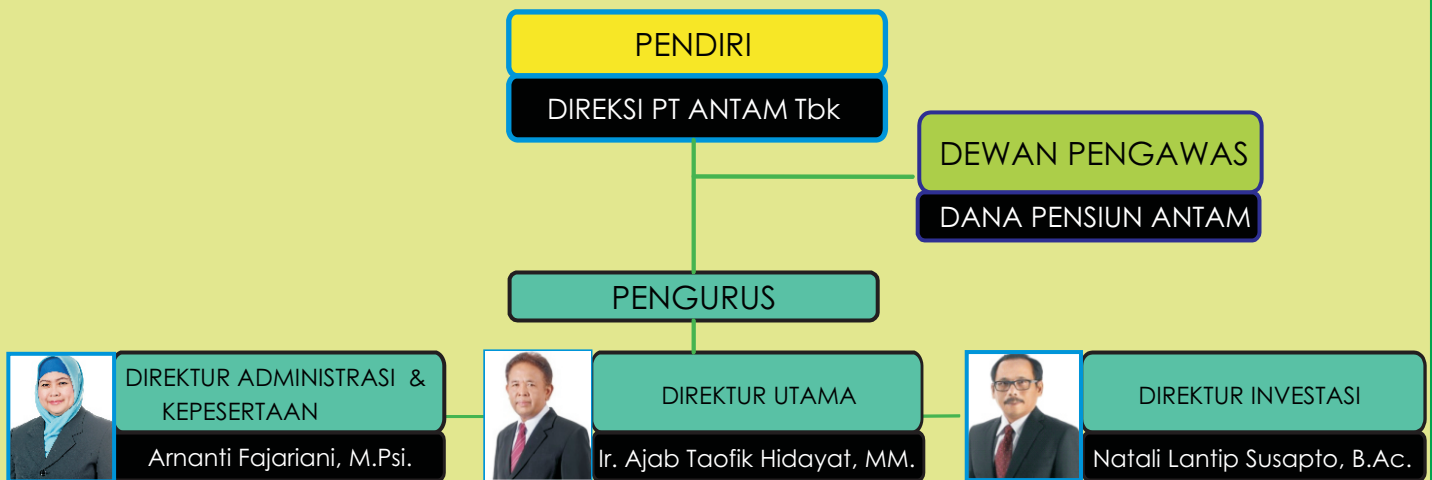 PENDIRI
DIREKSI PT ANTAM Tbk
DEWAN PENGAWAS
DANA PENSIUN ANTAM
PENGURUS
DIREKTUR ADMINISTRASI &
KEPESERTAAN
Arnanti Fajariani, M.Psi.
DIREKTUR UTAMA
Ir. Ajab Taofik Hidayat, MM.
DIREKTUR INVESTASI
Natali Lantip Susapto, B.Ac.